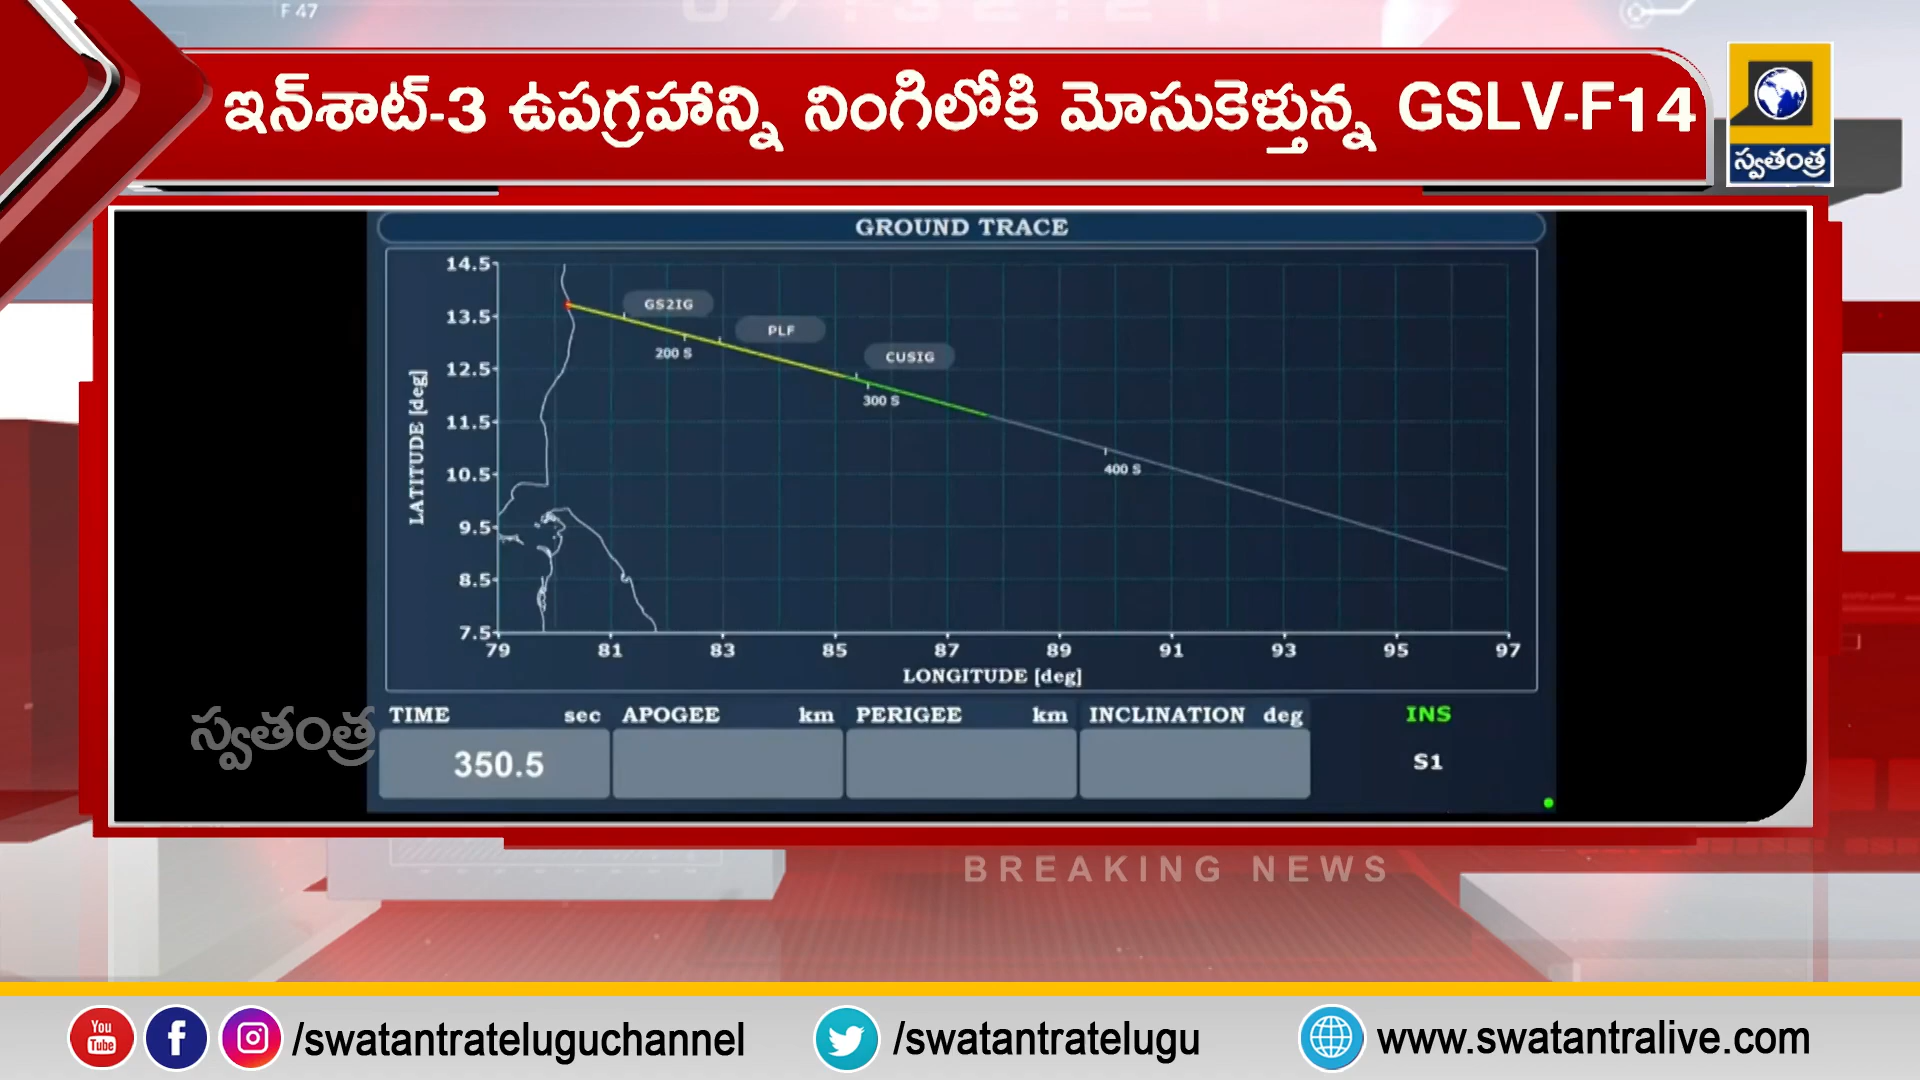 F 47
ఇన్‌శాట్-3 ఉపగ్రహాన్ని నింగిలోకి మోసుకెళ్తున్న GSLV-F14
స్వతంత్ర
GROUND TRACE
14.5
13.5
12.5
11.5
10.5
9.5
8.5
7.5
LATITUDE [deg]
GS2IG
PLF
CUSIG
200 S
300 S
400 S
79 81 83 85 87 89 91 93 95 97
LONGITUDE [deg]
TIME sec APOGEE km PERIGEE km INCLINATION deg INS
350.5 S1
స్వతంత్ర
BREAKING NEWS
You Tube /swatantrateluguchannel /swatantratelugu www.swatantralive.com